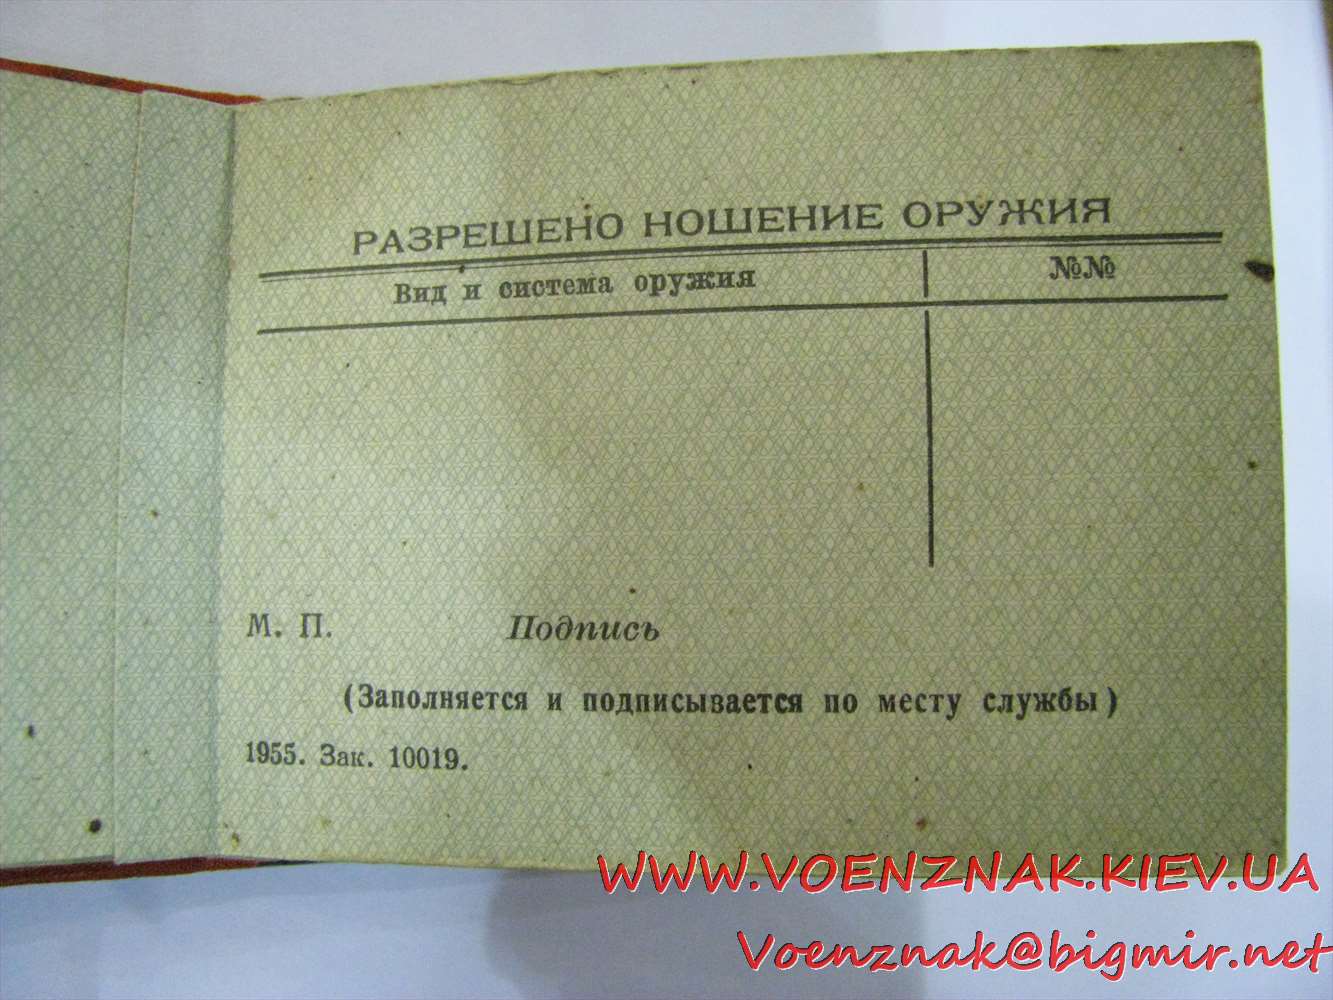 РАЗРЕШЕНО НОШЕНИЕ ОРУЖИЯ
Вид и система оружия №№
М. П. Подпись
(Заполняется и подписывается по месту службы)
1955. Зак. 10019.
WWW.VOENZNAK.KIEV.UA
Voenznak@bigmir.net